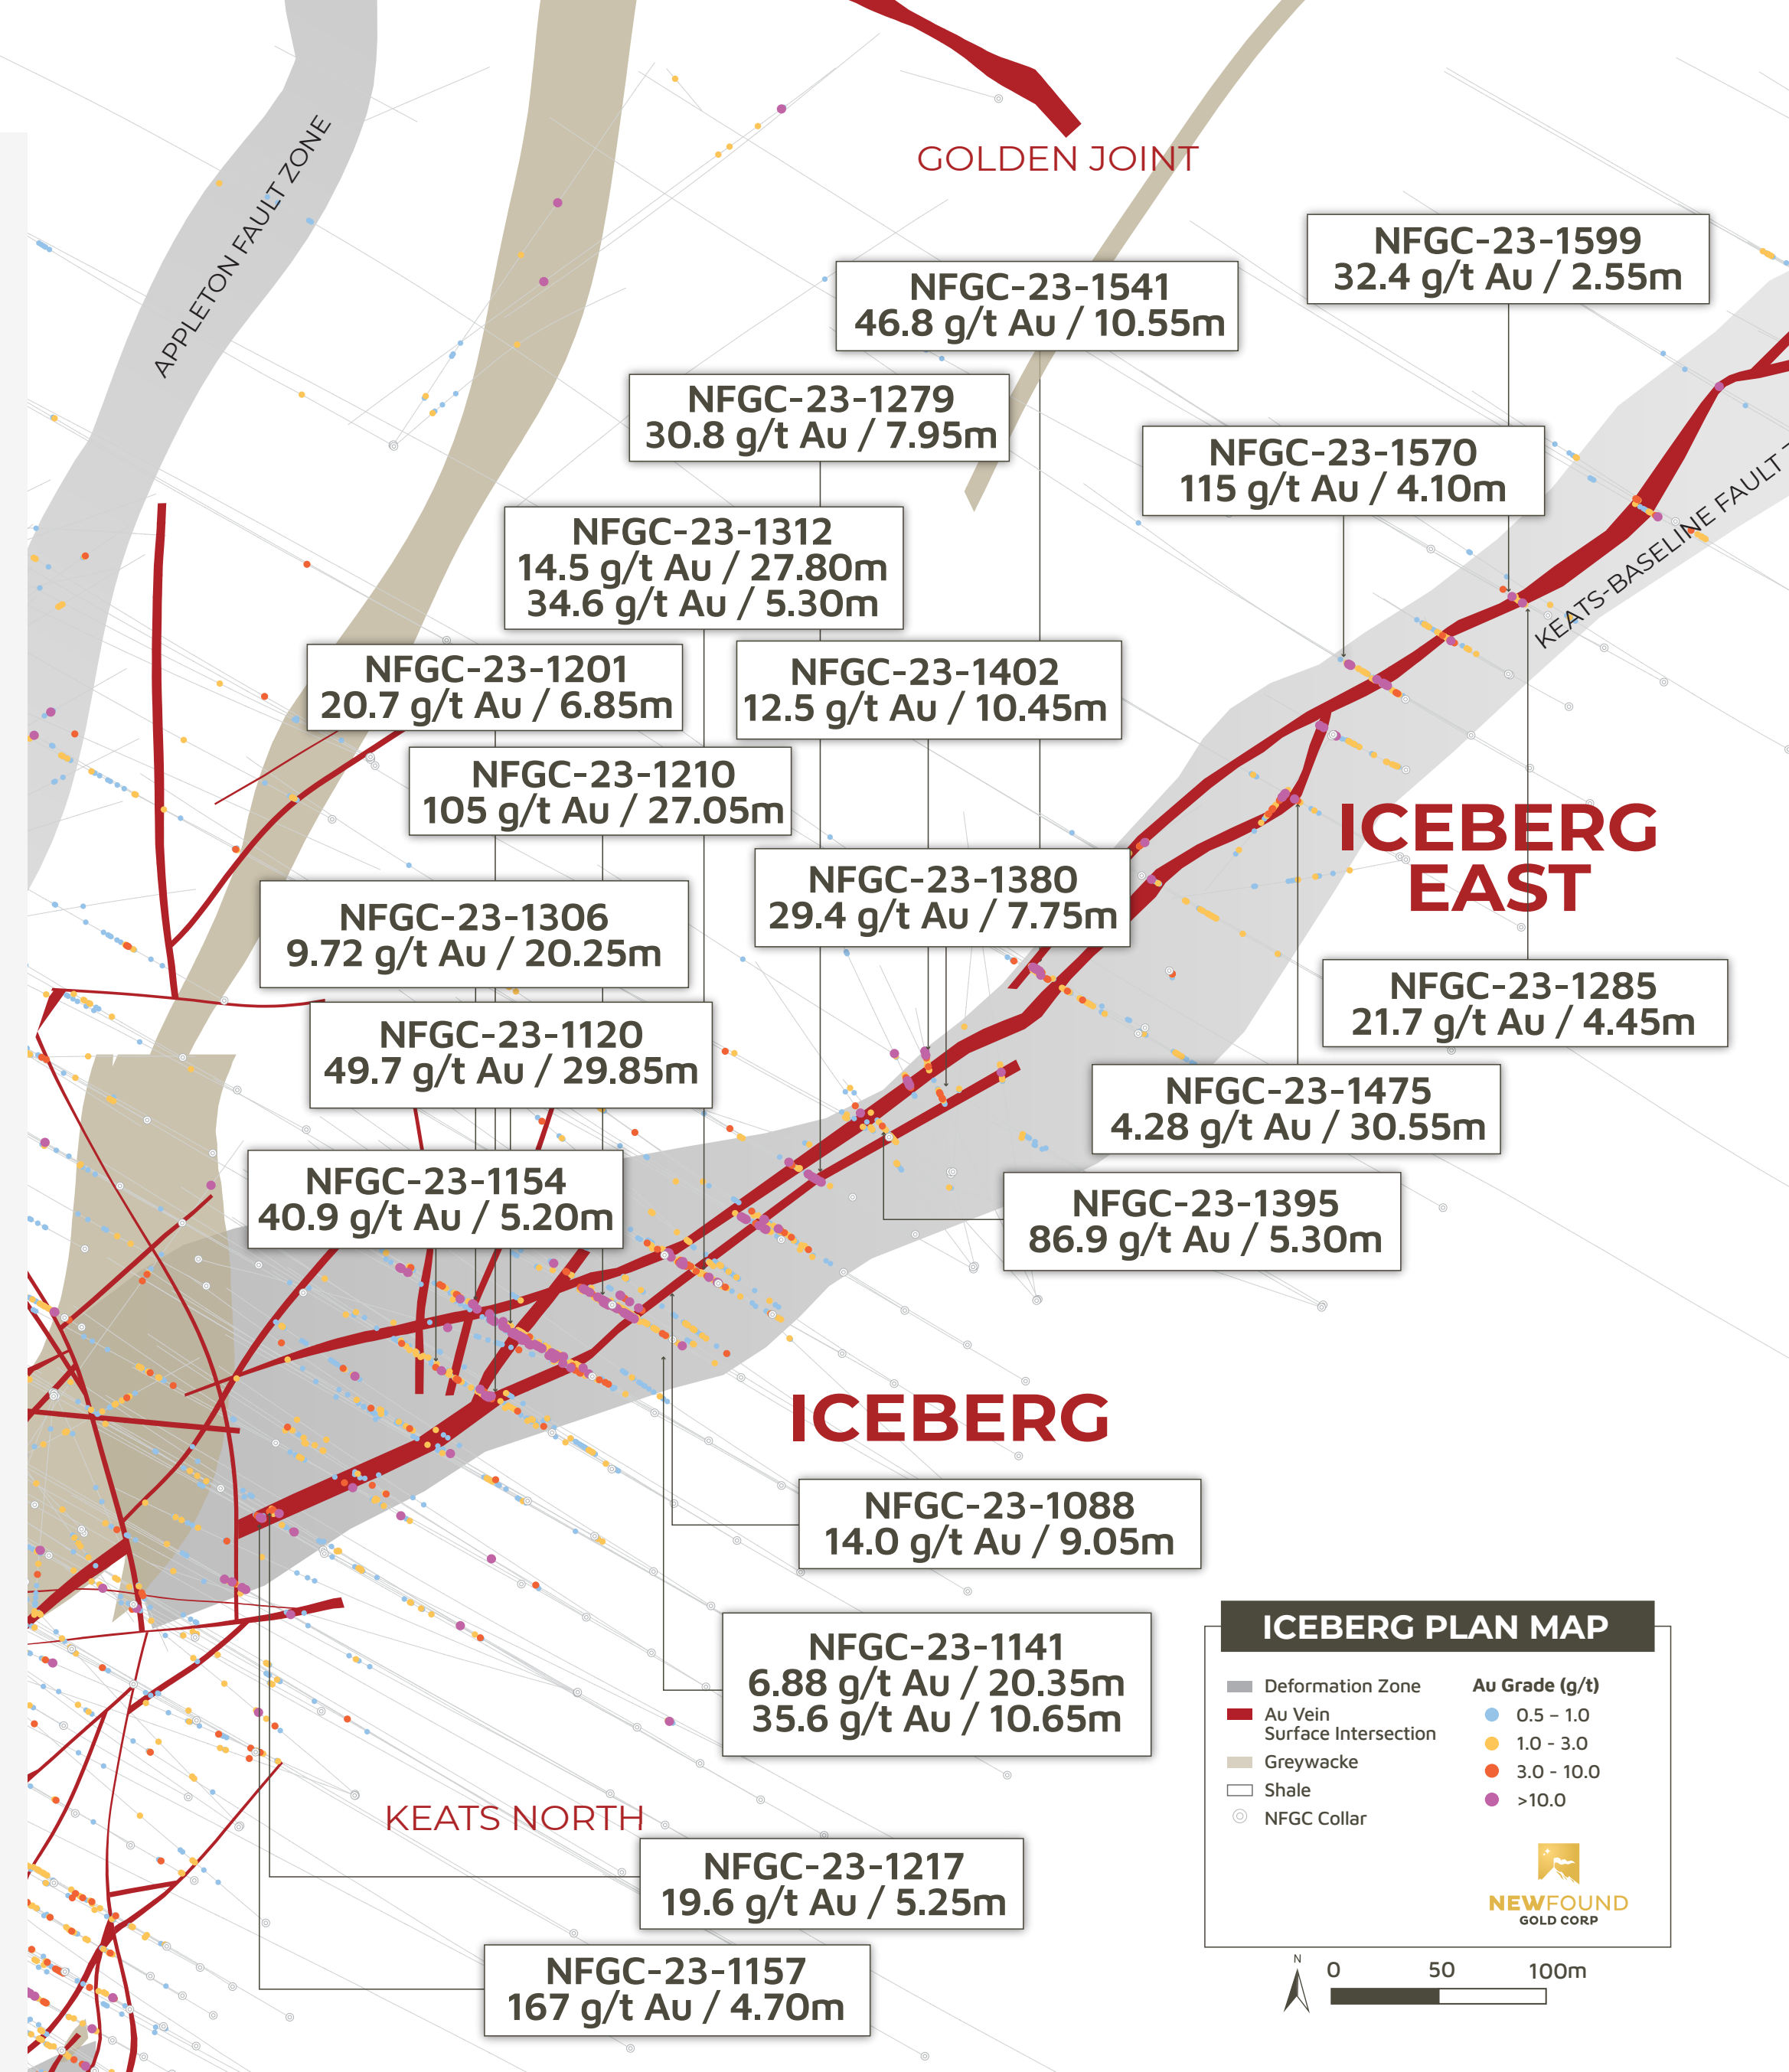 GOLDEN JOINT
APPLETON FAULT ZONE
NFGC-23-1599
32.4 g/t Au / 2.55m
NFGC-23-1541
46.8 g/t Au / 10.55m
NFGC-23-1279
30.8 g/t Au / 7.95m
NFGC-23-1570
115 g/t Au / 4.10m
KEATS-BASELINE FAULT
NFGC-23-1312
14.5 g/t Au / 27.80m
34.6 g/t Au / 5.30m
NFGC-23-1201
20.7 g/t Au / 6.85m
NFGC-23-1402
12.5 g/t Au / 10.45m
NFGC-23-1210
105 g/t Au / 27.05m
ICEBERG
EAST
NFGC-23-1380
29.4 g/t Au / 7.75m
NFGC-23-1306
9.72 g/t Au / 20.25m
NFGC-23-1285
21.7 g/t Au / 4.45m
NFGC-23-1120
49.7 g/t Au / 29.85m
NFGC-23-1475
4.28 g/t Au / 30.55m
NFGC-23-1154
40.9 g/t Au / 5.20m
NFGC-23-1395
86.9 g/t Au / 5.30m
ICEBERG
NFGC-23-1088
14.0 g/t Au / 9.05m
NFGC-23-1141
6.88 g/t Au / 20.35m
35.6 g/t Au / 10.65m
KEATS NORTH
NFGC-23-1217
19.6 g/t Au / 5.25m
NFGC-23-1157
167 g/t Au / 4.70m
ICEBERG PLAN MAP
Deformation Zone
Au Vein
Surface Intersection
Greywacke
Shale
NFGC Collar
Au Grade (g/t)
0.5 – 1.0
1.0 - 3.0
3.0 - 10.0
>10.0
NEWFOUND
GOLD CORP
N
0 50 100m